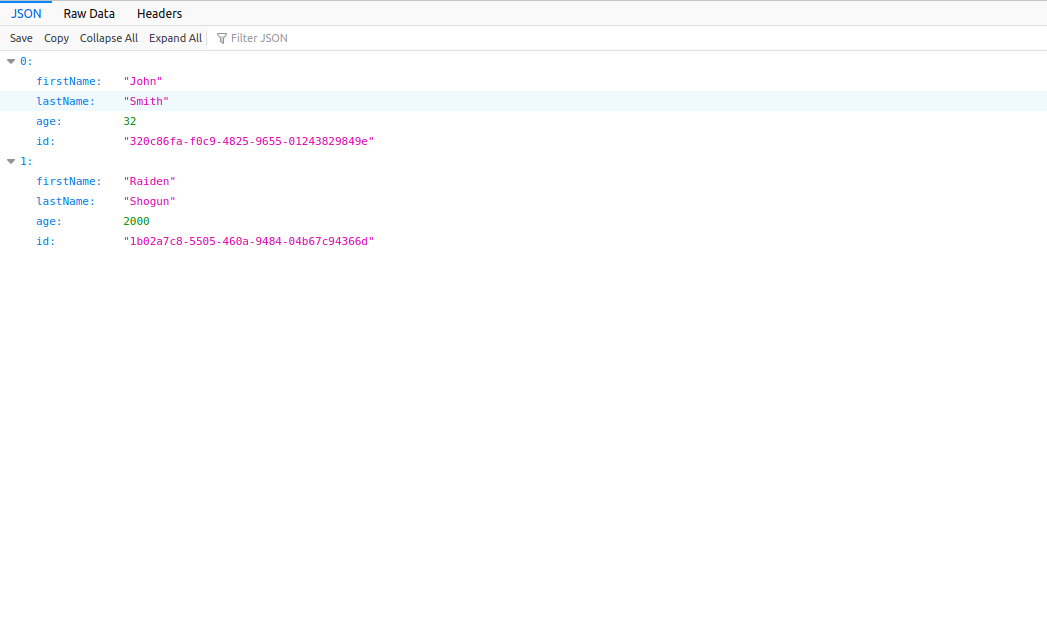 JSON Raw Data Headers
Save Copy Collapse All Expand All Filter JSON
0:
firstName: "John"
lastName: "Smith"
age: 32
id: "320c86fa-f0c9-4825-9655-01243829849e"
1:
firstName: "Raiden"
lastName: "Shogun"
age: 2000
id: "1b02a7c8-5505-460a-9484-04b67c94366d"